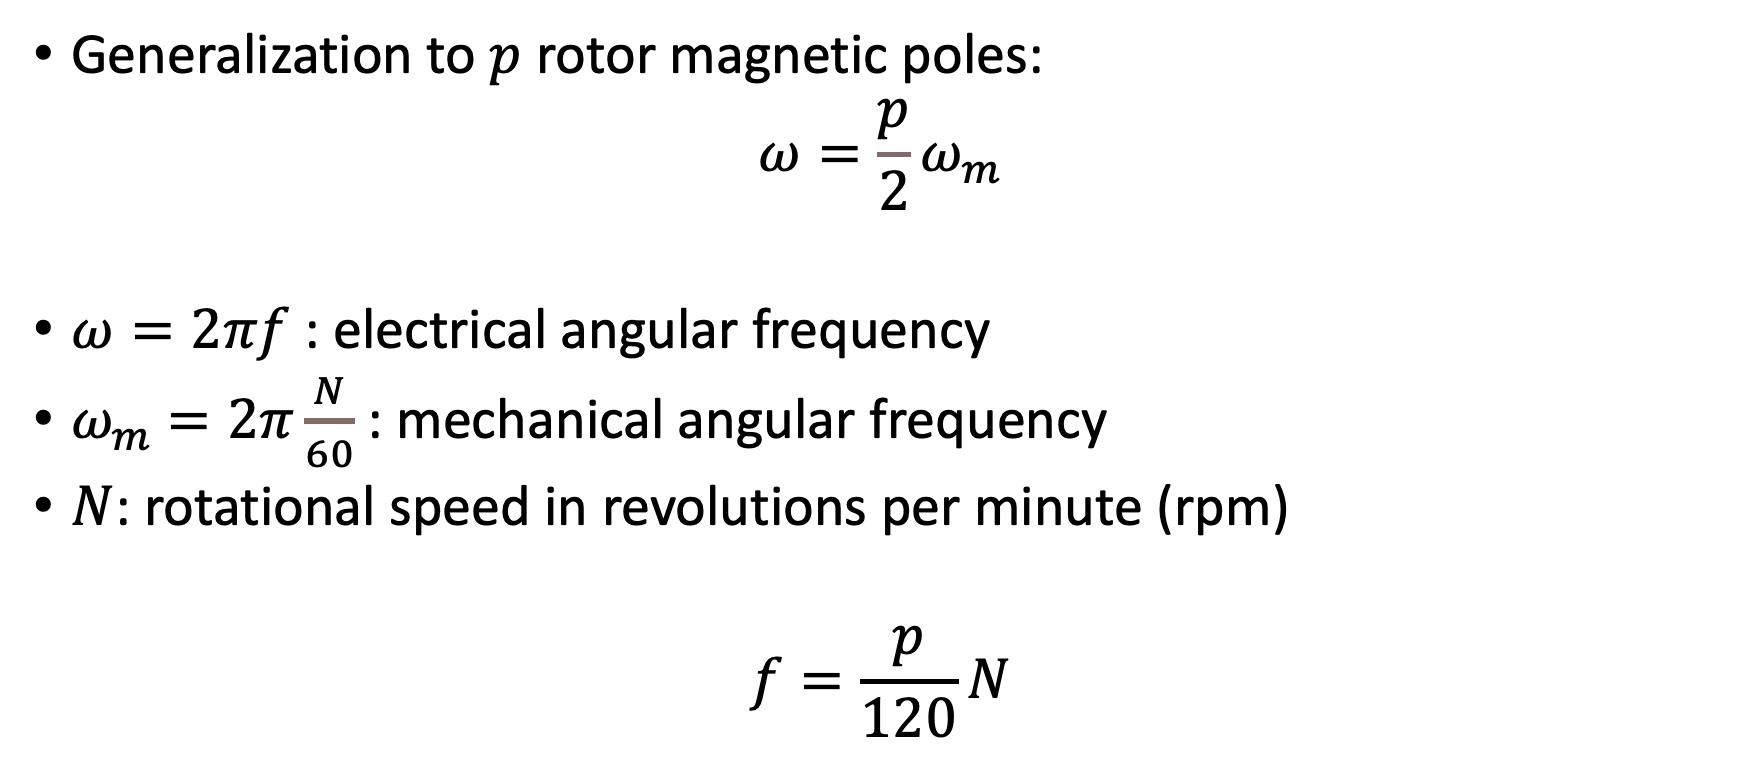 • Generalization to 𝑝 rotor magnetic poles:
𝜔 = 𝑝/2 𝜔ₘ
• 𝜔 = 2𝜋𝑓 : electrical angular frequency
• 𝜔ₘ = 2𝜋 𝑁/60 : mechanical angular frequency
• 𝑁: rotational speed in revolutions per minute (rpm)
𝑓 = 𝑝/120 𝑁